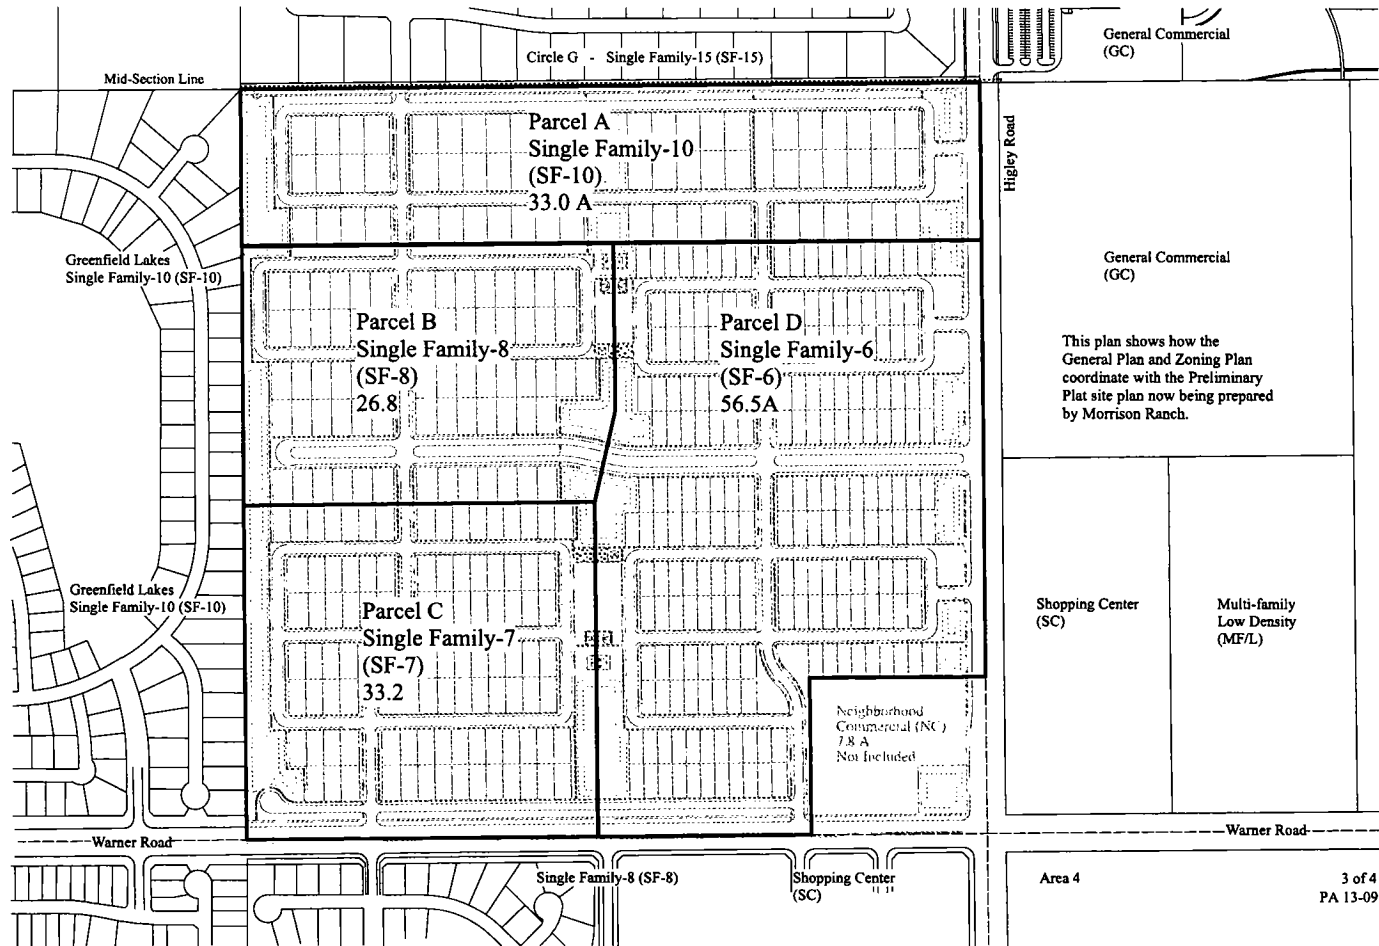 Circle G - Single Family-15 (SF-15)
General Commercial
(GC)
Mid-Section Line
Higley Road
Parcel A
Single Family-10
(SF-10)
33.0 A
Greenfield Lakes
Single Family-10 (SF-10)
General Commercial
(GC)
Parcel B
Single Family-8
(SF-8)
26.8
Parcel D
Single Family-6
(SF-6)
56.5A
This plan shows how the
General Plan and Zoning Plan
coordinate with the Preliminary
Plat site plan now being prepared
by Morrison Ranch.
Greenfield Lakes
Single Family-10 (SF-10)
Parcel C
Single Family-7
(SF-7)
33.2
Shopping Center
(SC)
Multi-family
Low Density
(MF/L)
Neighborhood
Commercial (NC)
7.8 A
Not Included
Warner Road
Warner Road
Single Family-8 (SF-8)
Shopping Center
(SC)
Area 4
3 of 4
PA 13-09